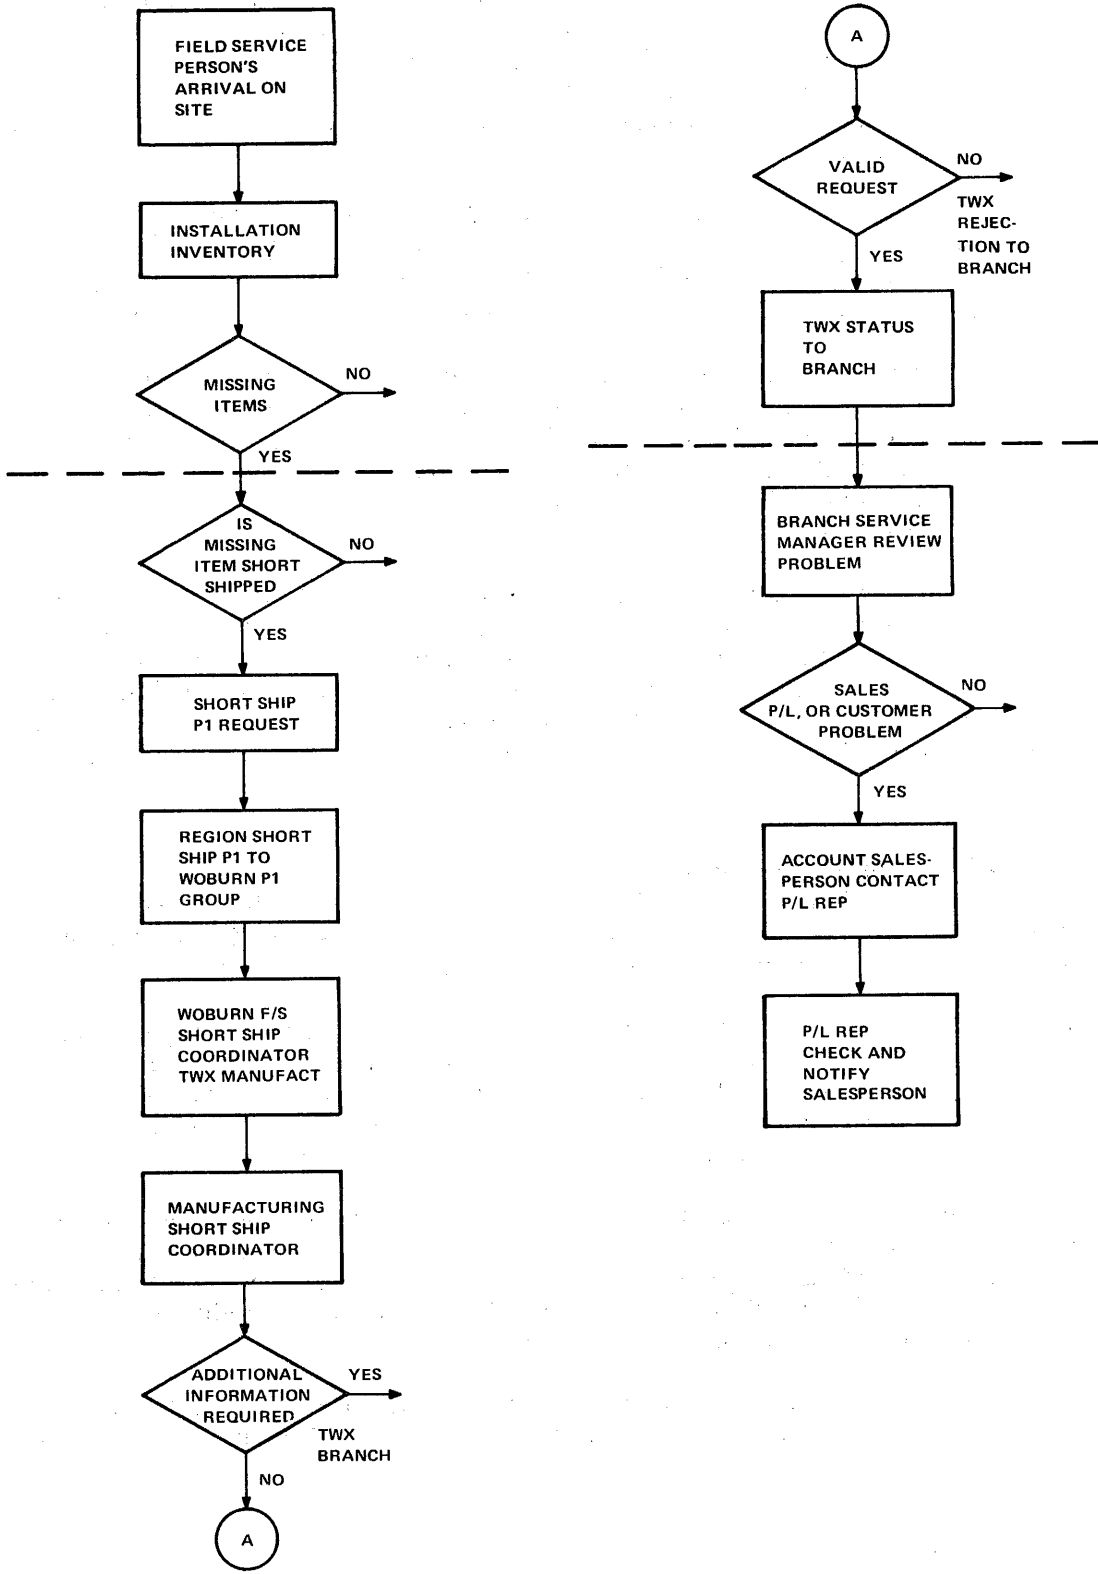 FIELD SERVICE
PERSON'S
ARRIVAL ON
SITE
INSTALLATION
INVENTORY
MISSING
ITEMS
NO
YES
IS
MISSING
ITEM SHORT
SHIPPED
NO
YES
SHORT SHIP
P1 REQUEST
REGION SHORT
SHIP P1 TO
WOBURN P1
GROUP
WOBURN F/S
SHORT SHIP
COORDINATOR
TWX MANUFACT
MANUFACTURING
SHORT SHIP
COORDINATOR
ADDITIONAL
INFORMATION
REQUIRED
YES
TWX
BRANCH
NO
A
A
VALID
REQUEST
NO
TWX
REJEC-
TION TO
BRANCH
YES
TWX STATUS
TO
BRANCH
BRANCH SERVICE
MANAGER REVIEW
PROBLEM
SALES
P/L, OR CUSTOMER
PROBLEM
NO
YES
ACCOUNT SALES-
PERSON CONTACT
P/L REP
P/L REP
CHECK AND
NOTIFY
SALESPERSON